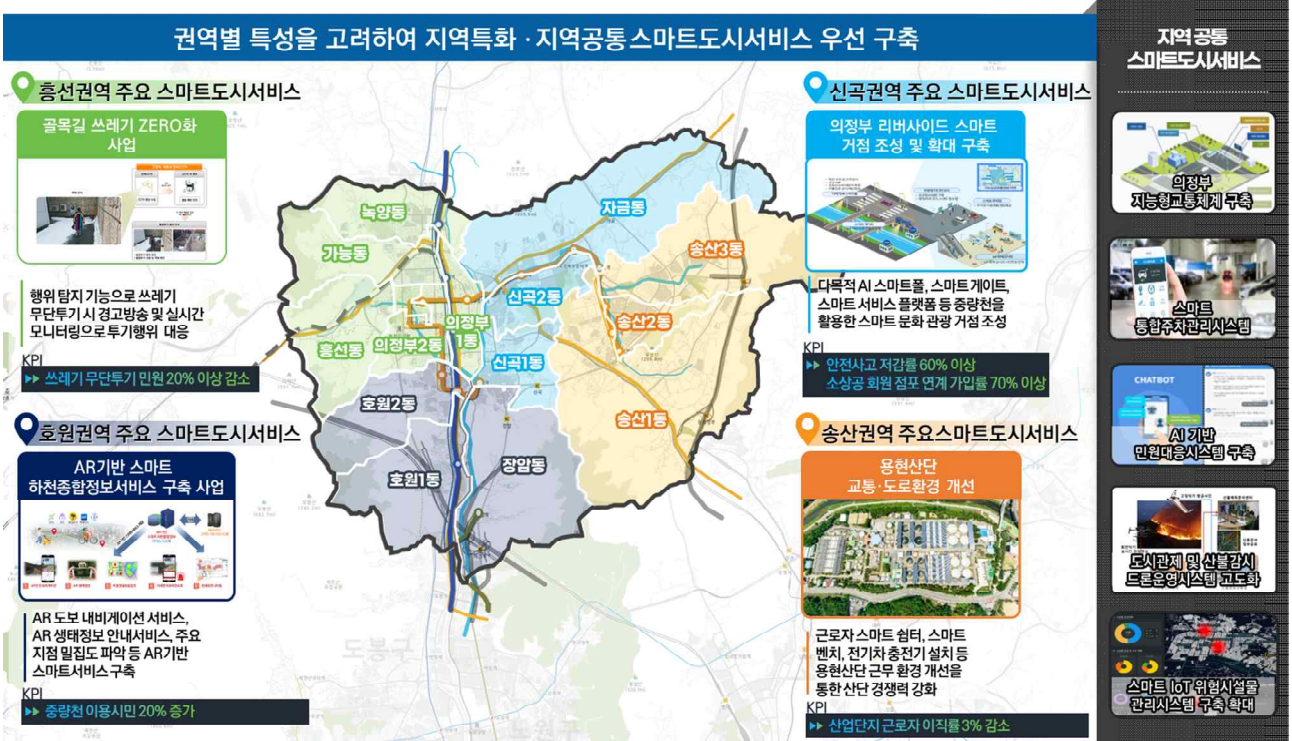 권역별 특성을 고려하여 지역특화 · 지역공통 스마트도시서비스 우선 구축
흥선권역 주요 스마트도시서비스
골목길 쓰레기 ZERO화
사업
행위 탐지 기능으로 쓰레기
무단투기 시 경고방송 및 실시간
모니터링으로 투기행위 대응
KPI
▶▶ 쓰레기 무단투기 민원 20% 이상 감소
호원권역 주요 스마트도시서비스
AR기반 스마트
하천종합정보서비스 구축 사업
AR 도보 내비게이션 서비스,
AR 생태정보 안내서비스, 주요
지점 밀집도 파악 등 AR기반
스마트서비스 구축
KPI
▶▶ 중량천 이용시민 20% 증가
녹양동
가능동
흥선동
의정부2동
의정부
1동
자금동
신곡2동
신곡1동
송산3동
송산2동
송산1동
호원2동
호원1동
장암동
도봉구
신곡권역 주요 스마트도시서비스
의정부 리버사이드 스마트
거점 조성 및 확대 구축
다목적 AI 스마트폴, 스마트 게이트,
스마트 서비스 플랫폼 등 중량천을
활용한 스마트 문화 관광 거점 조성
KPI
▶▶ 안전사고 저감률 60% 이상
소상공 회원 점포 연계 가입률 70% 이상
송산권역 주요스마트도시서비스
용현산단
교통·도로환경 개선
근로자 스마트 쉼터, 스마트
벤치, 전기차 충전기 설치 등
용현산단 근무 환경 개선을
통한 산단 경쟁력 강화
KPI
▶▶ 산업단지 근로자 이직률 3% 감소
지역 공통
스마트도시서비스
의정부
지능형교통체계 구축
스마트
통합주차관리시스템
CHATBOT
AI 기반
민원대응시스템 구축
도시관제 및 산불감시
드론운영시스템 고도화
스마트 IoT 위험시설물
관리시스템 구축 확대